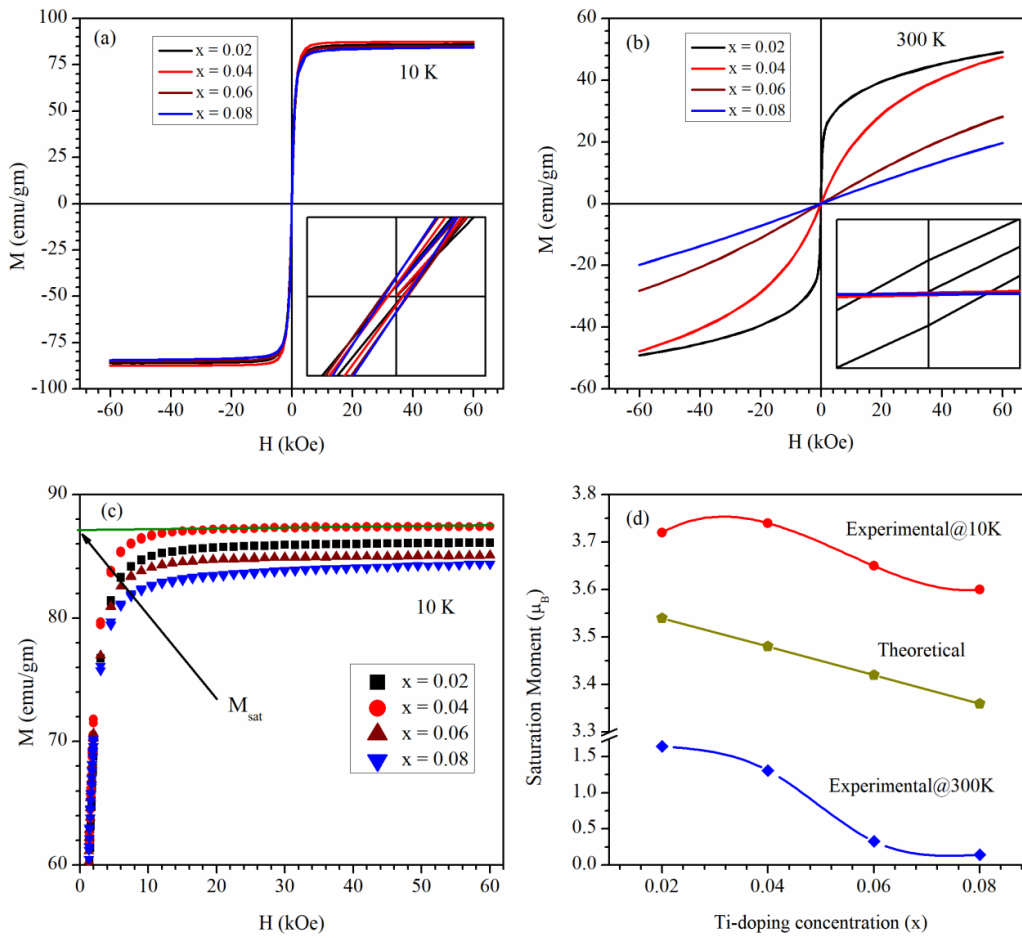 (a)
x = 0.02
x = 0.04
x = 0.06
x = 0.08
10 K
100
75
50
25
0
-25
-50
-75
-100
M (emu/gm)
-60 -40 -20 0 20 40 60
H (kOe)
(b)
x = 0.02
x = 0.04
x = 0.06
x = 0.08
300 K
60
40
20
0
-20
-40
-60
M (emu/gm)
-60 -40 -20 0 20 40 60
H (kOe)
(c)
90
80
70
60
M (emu/gm)
10 K
Msat
x = 0.02
x = 0.04
x = 0.06
x = 0.08
0 10 20 30 40 50 60
H (kOe)
(d)
3.8
3.7
3.6
3.5
3.4
3.3
1.5
1.0
0.5
0.0
Saturation Moment (μB)
Experimental@10K
Theoretical
Experimental@300K
0.02 0.04 0.06 0.08
Ti-doping concentration (x)